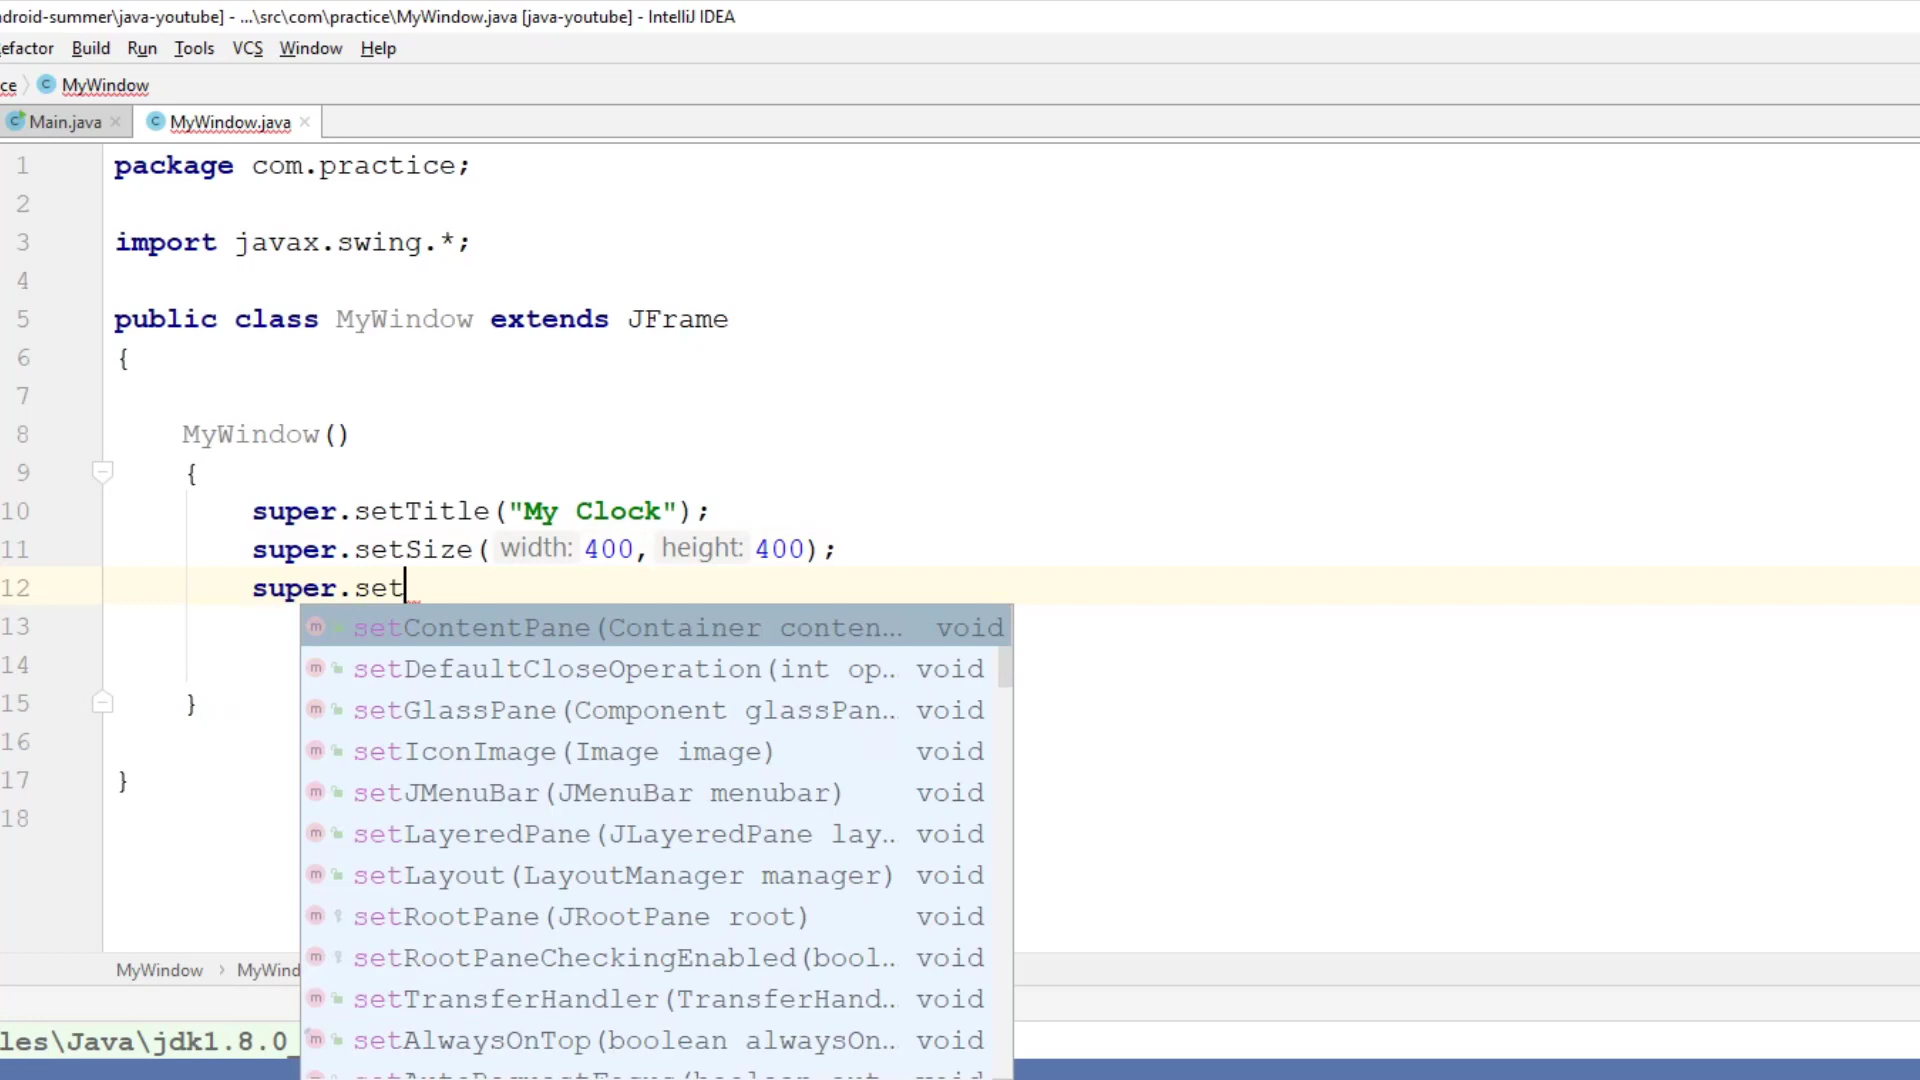 ndroid-summer\java-youtube] - ...\src\com\practice\MyWindow.java [java-youtube] - IntelliJ IDEA
efactor Build Run Tools VCS Window Help
ce C MyWindow
C Main.java × C MyWindow.java ×
1 package com.practice;
2
3 import javax.swing.*;
4
5 public class MyWindow extends JFrame
6 {
7
8 MyWindow()
9 {
10 super.setTitle("My Clock");
11 super.setSize( width: 400, height: 400);
12 super.set
13 m setContentPane(Container conten... void
14 m setDefaultCloseOperation(int op.. void
15 } m setGlassPane(Component glassPan.. void
16 m setIconImage(Image image) void
17 } m setJMenuBar(JMenuBar menubar) void
18 m setLayeredPane(JLayeredPane lay.. void
m setLayout(LayoutManager manager) void
m setRootPane(JRootPane root) void
m setRootPaneCheckingEnabled(bool.. void
MyWindow › MyWind
m setTransferHandler(TransferHand.. void
les\Java\jdk1.8.0_ m setAlwaysOnTop(boolean alwaysOn.. void